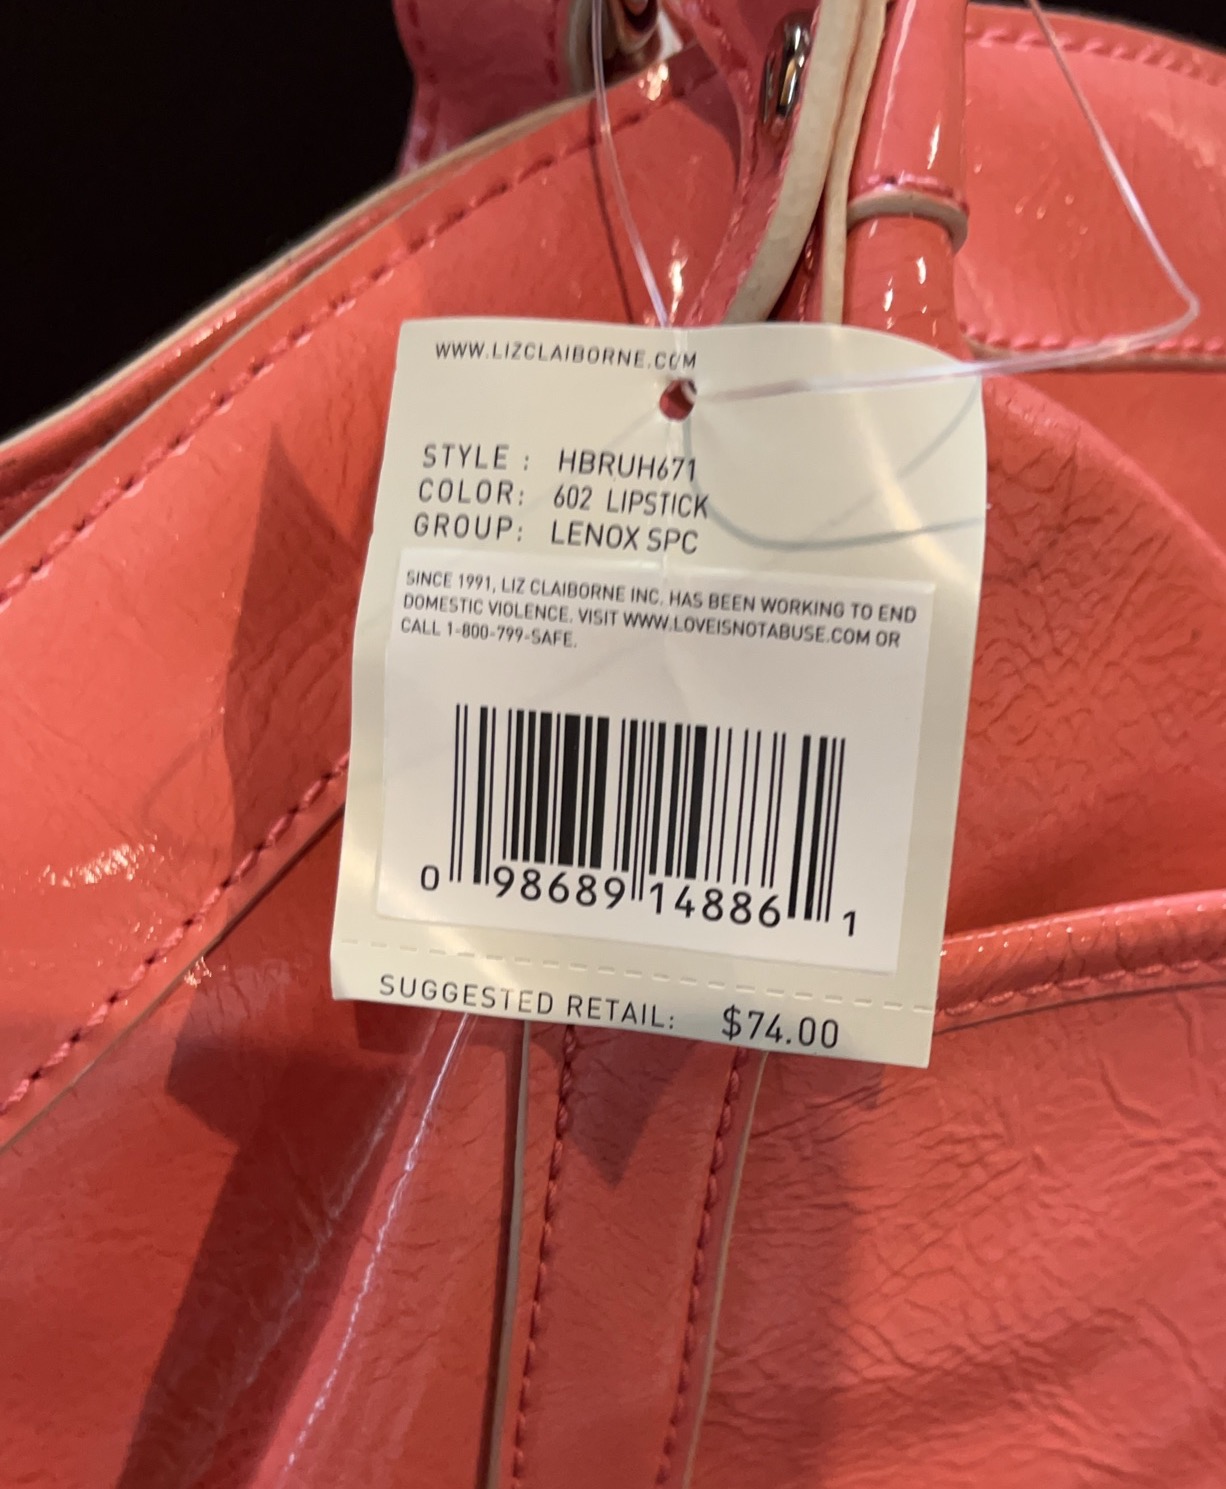 WWW.LIZCLAIBORNE.COM
STYLE : HBRUH671
COLOR: 602 LIPSTICK
GROUP: LENOX SPC
SINCE 1991, LIZ CLAIBORNE INC. HAS BEEN WORKING TO END
DOMESTIC VIOLENCE. VISIT WWW.LOVEISNOTABUSE.COM OR
CALL 1-800-799-SAFE.
0 98689 14886 1
SUGGESTED RETAIL: $74.00